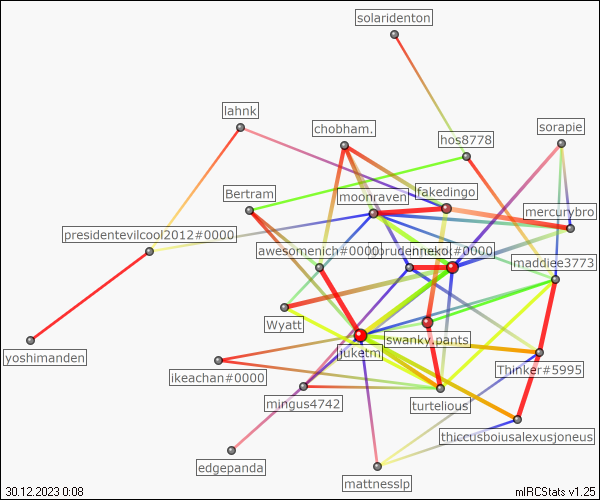 solaridenton
lahnk
chobham.
sorapie
hos8778
Bertram
moonraven
fakedingo
mercurybro
presidentevilcool2012#0000
awesomenich#0000
nneko(#0000
maddiee3773
Wyatt
swanky.pants
juketm
yoshimanden
Thinker#5995
ikeachan#0000
mingus4742
turtelious
thiccusboiusalexusjoneus
edgepanda
mattnesslp
30.12.2023 0:08
mIRCStats v1.25